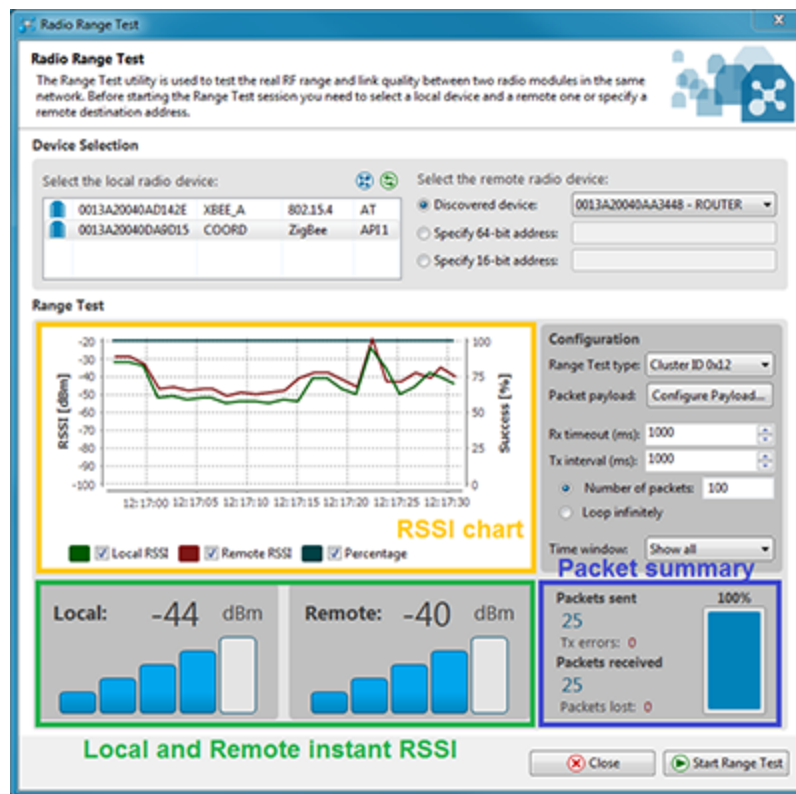 Radio Range Test
Radio Range Test
The Range Test utility is used to test the real RF range and link quality between two radio modules in the same
network. Before starting the Range Test session you need to select a local device and a remote one or specify a
remote destination address.
Device Selection
Select the local radio device:
0013A20040AD142E XBEE_A 802.15.4 AT
0013A20040DA9D15 COORD ZigBee API1
Select the remote radio device:
Discovered device: 0013A20040AA3448 - ROUTER
Specify 64-bit address:
Specify 16-bit address:
Range Test
RSSI [dBm]
-20
-30
-40
-50
-60
-70
-80
-90
-100
100
75
50
25
0
Success [%]
12:17:00 12:17:05 12:17:10 12:17:15 12:17:20 12:17:25 12:17:30
RSSI chart
Local RSSI Remote RSSI Percentage
Configuration
Range Test type: Cluster ID 0x12
Packet payload: Configure Payload...
Rx timeout (ms): 1000
Tx interval (ms): 1000
Number of packets: 100
Loop infinitely
Time window: Show all
Packet summary
Local: -44 dBm
Remote: -40 dBm
Packets sent
25
Tx errors: 0
Packets received
25
Packets lost: 0
100%
Local and Remote instant RSSI
Close
Start Range Test